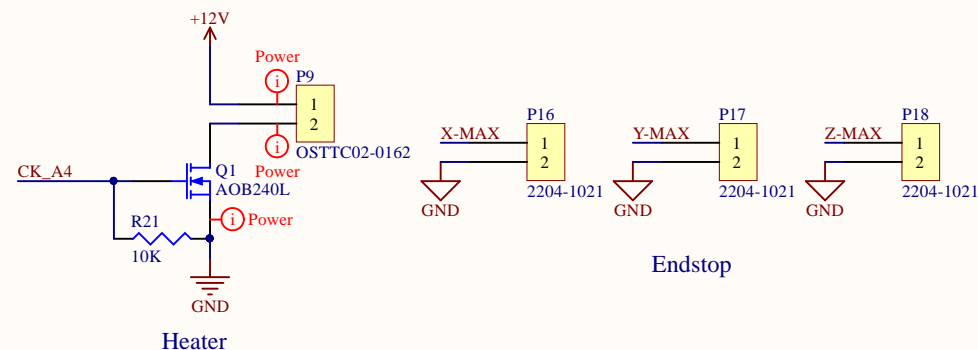 +12V
Power
i
P9
1
2
OSTTC02-0162
i
Power
CK_A4
Q1
AOB240L
i
Power
R21
10K
GND
Heater
P16
X-MAX
1
2
2204-1021
GND
P17
Y-MAX
1
2
2204-1021
GND
P18
Z-MAX
1
2
2204-1021
GND
Endstop